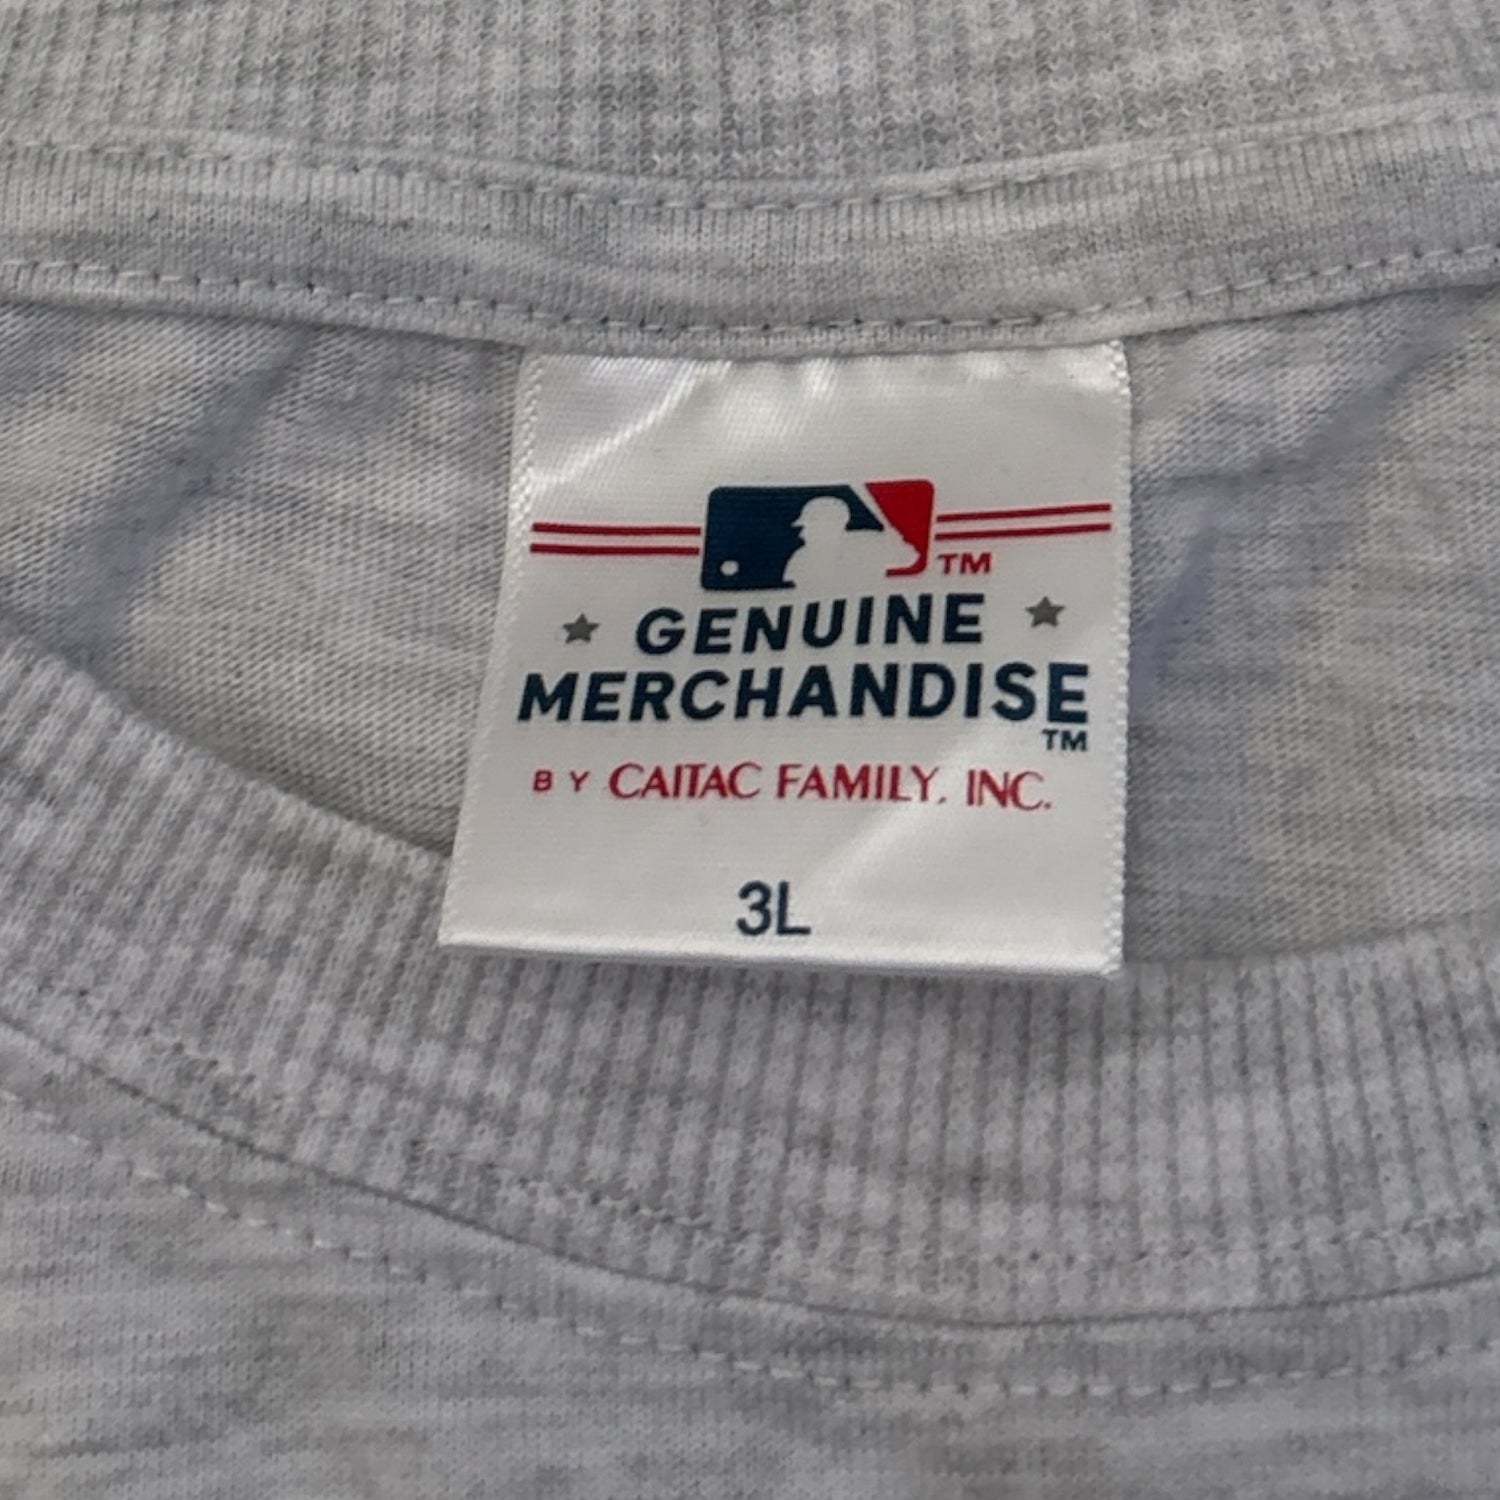 TM
GENUINE
MERCHANDISE
TM
BY CAITAC FAMILY, INC.
3L